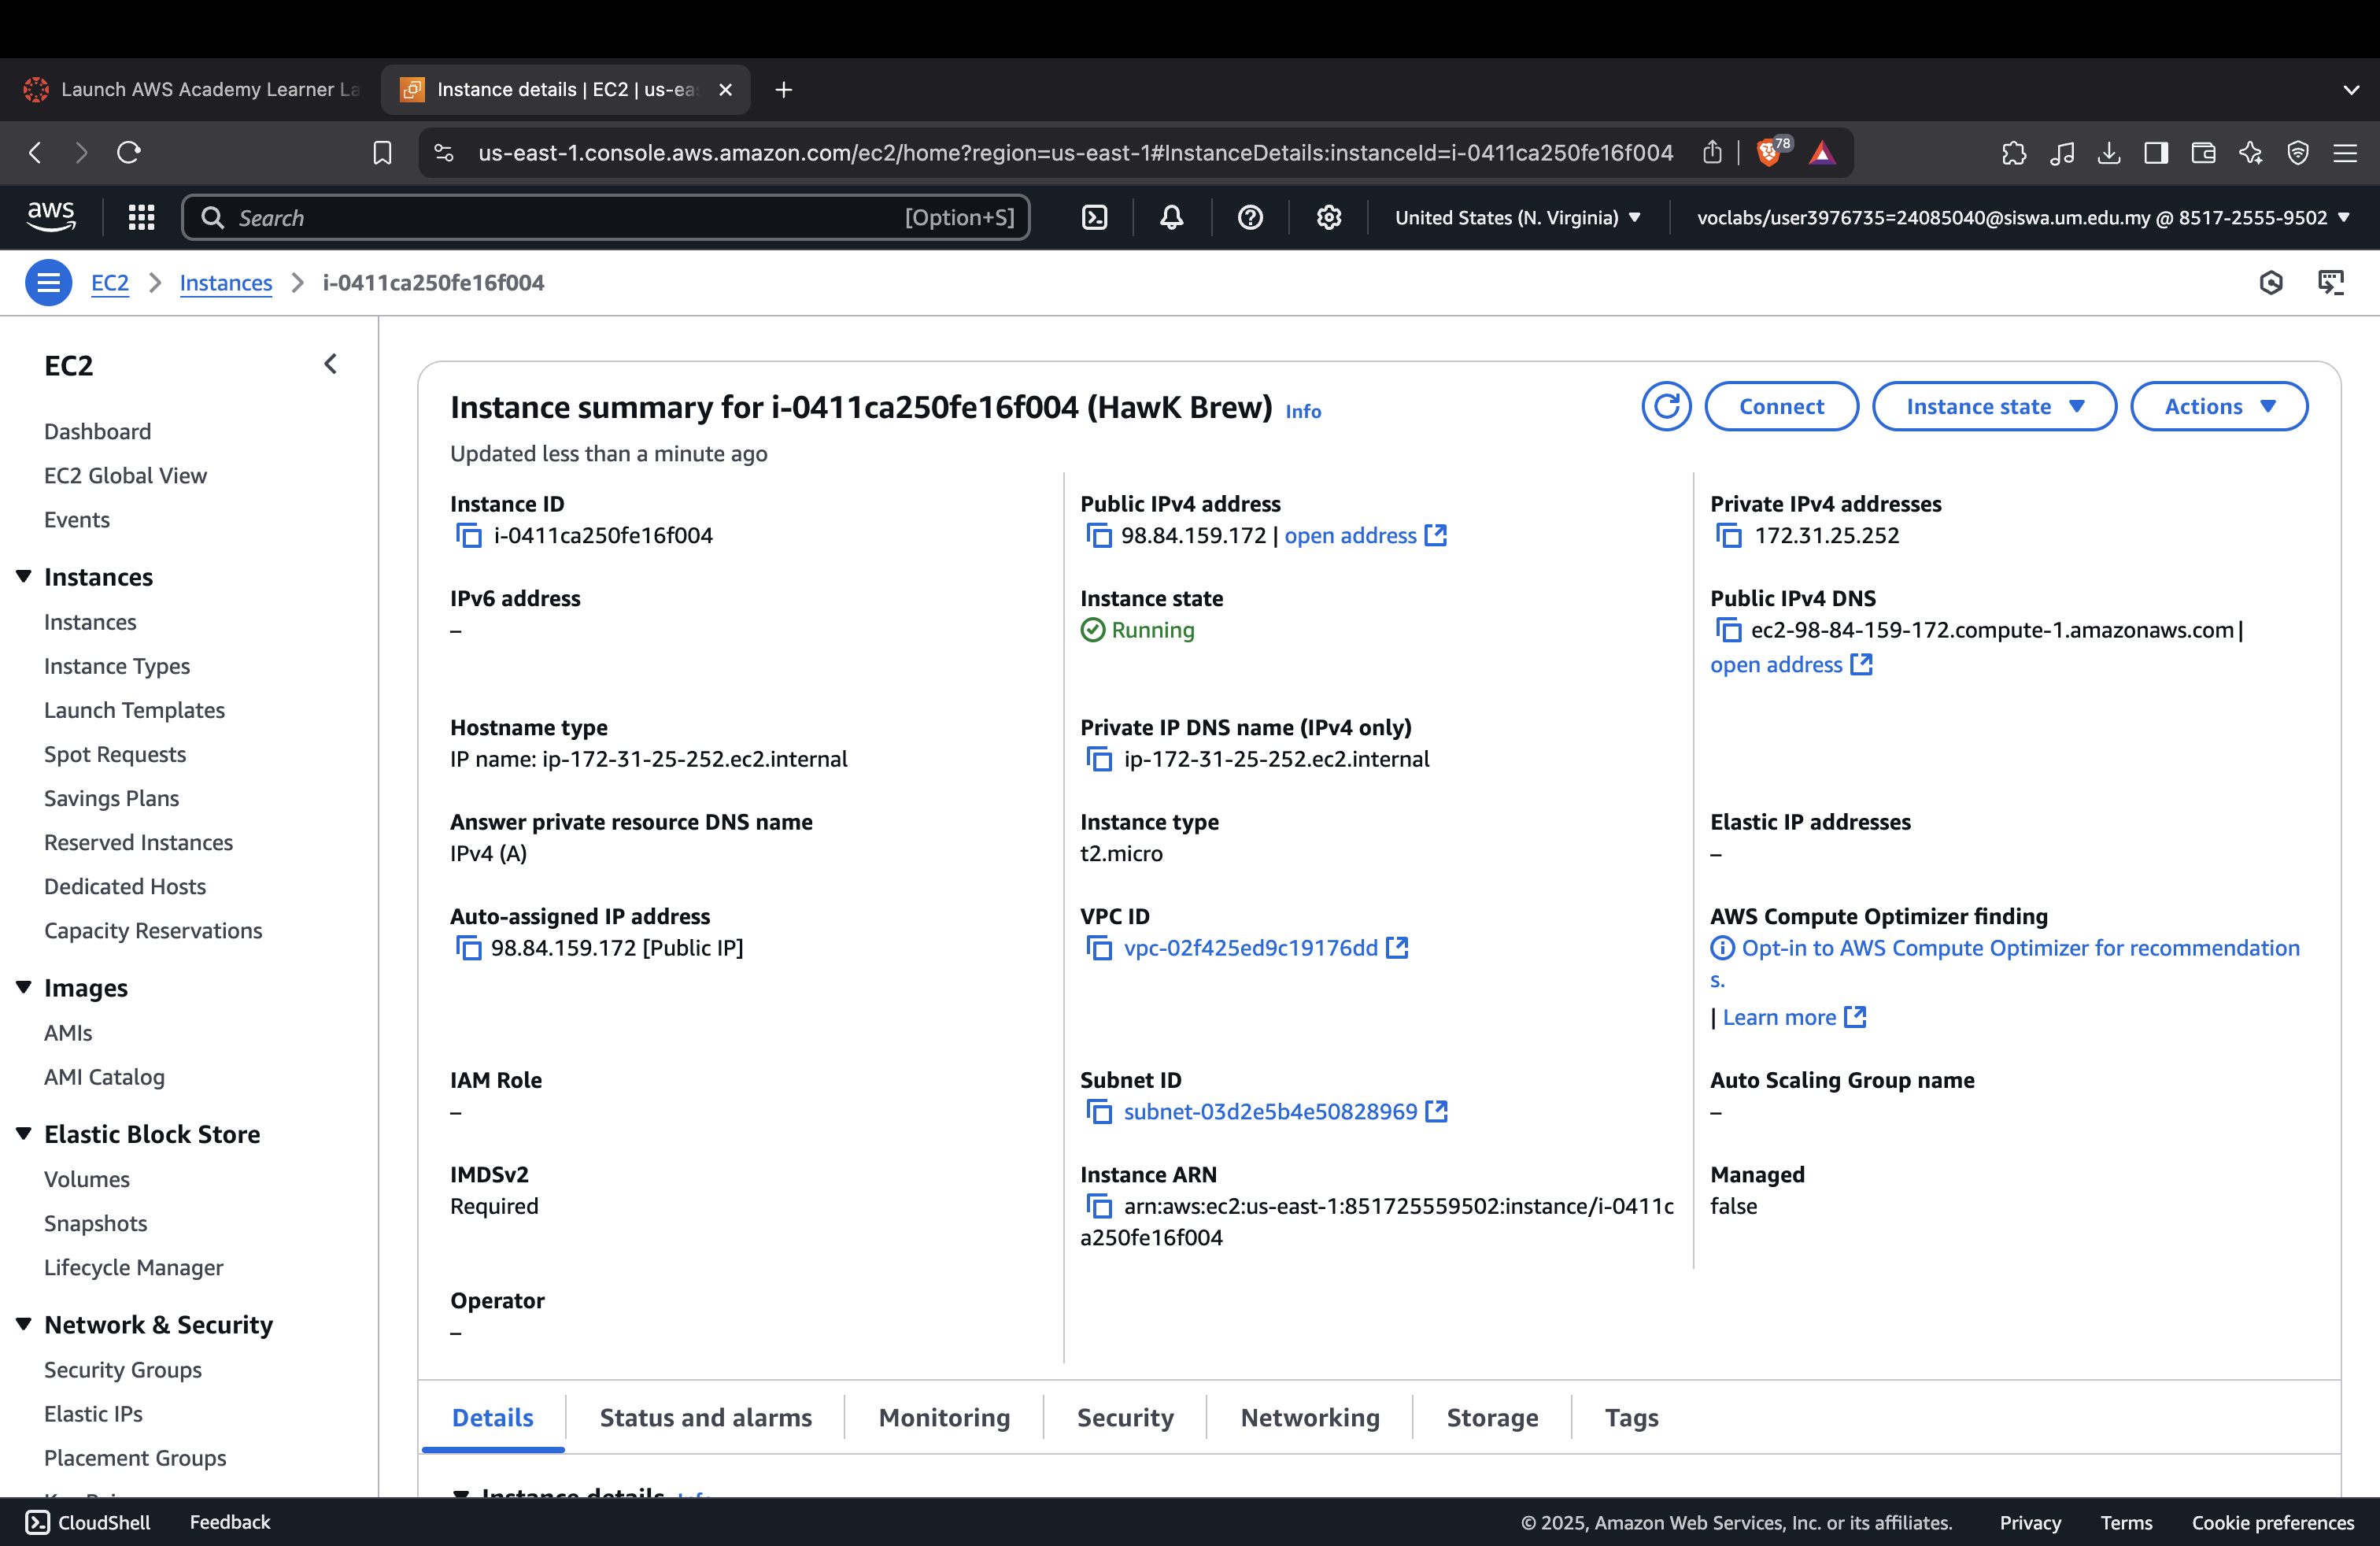 Launch AWS Academy Learner La
Instance details | EC2 | us-eas
us-east-1.console.aws.amazon.com/ec2/home?region=us-east-1#InstanceDetails:instanceId=i-0411ca250fe16f004
78
aws
Search
[Option+S]
United States (N. Virginia)
voclabs/user3976735=24085040@siswa.um.edu.my @ 8517-2555-9502
EC2
Instances
i-0411ca250fe16f004
EC2
Dashboard
EC2 Global View
Events
Instances
Instances
Instance Types
Launch Templates
Spot Requests
Savings Plans
Reserved Instances
Dedicated Hosts
Capacity Reservations
Images
AMIs
AMI Catalog
Elastic Block Store
Volumes
Snapshots
Lifecycle Manager
Network & Security
Security Groups
Elastic IPs
Placement Groups
Instance summary for i-0411ca250fe16f004 (HawK Brew) Info
Updated less than a minute ago
Connect
Instance state
Actions
Instance ID
i-0411ca250fe16f004
Public IPv4 address
98.84.159.172 | open address
Private IPv4 addresses
172.31.25.252
IPv6 address
–
Instance state
Running
Public IPv4 DNS
ec2-98-84-159-172.compute-1.amazonaws.com |
open address
Hostname type
IP name: ip-172-31-25-252.ec2.internal
Private IP DNS name (IPv4 only)
ip-172-31-25-252.ec2.internal
Answer private resource DNS name
IPv4 (A)
Instance type
t2.micro
Elastic IP addresses
–
Auto-assigned IP address
98.84.159.172 [Public IP]
VPC ID
vpc-02f425ed9c19176dd
AWS Compute Optimizer finding
Opt-in to AWS Compute Optimizer for recommendation
s.
| Learn more
IAM Role
–
Subnet ID
subnet-03d2e5b4e50828969
Auto Scaling Group name
–
IMDSv2
Required
Instance ARN
arn:aws:ec2:us-east-1:851725559502:instance/i-0411c
a250fe16f004
Managed
false
Operator
–
Details
Status and alarms
Monitoring
Security
Networking
Storage
Tags
Instance details Info
CloudShell
Feedback
© 2025, Amazon Web Services, Inc. or its affiliates.
Privacy
Terms
Cookie preferences